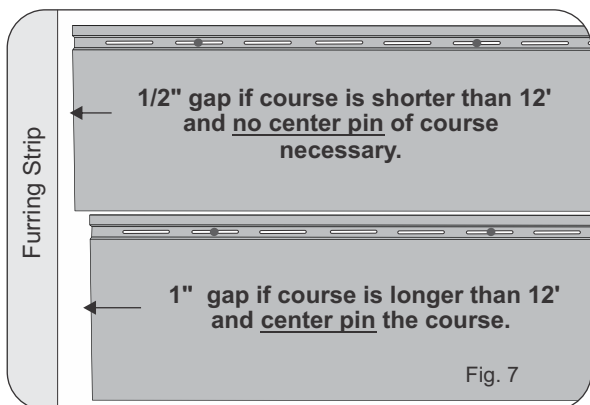 Furring Strip
1/2" gap if course is shorter than 12'
and no center pin of course
necessary.
1" gap if course is longer than 12'
and center pin the course.
Fig. 7